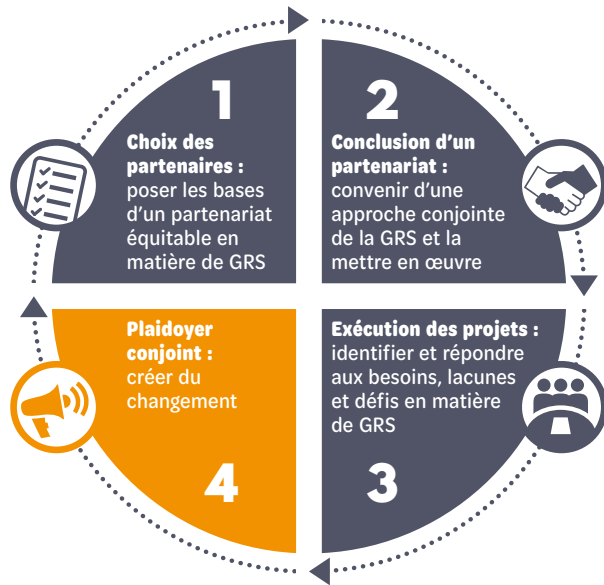 1
Choix des
partenaires :
poser les bases
d'un partenariat
équitable en
matière de GRS
2
Conclusion d'un
partenariat :
convenir d'une
approche conjointe
de la GRS et la
mettre en œuvre
Exécution des projets :
identifier et répondre
aux besoins, lacunes
et défis en matière
de GRS
3
Plaidoyer
conjoint :
créer du
changement
4